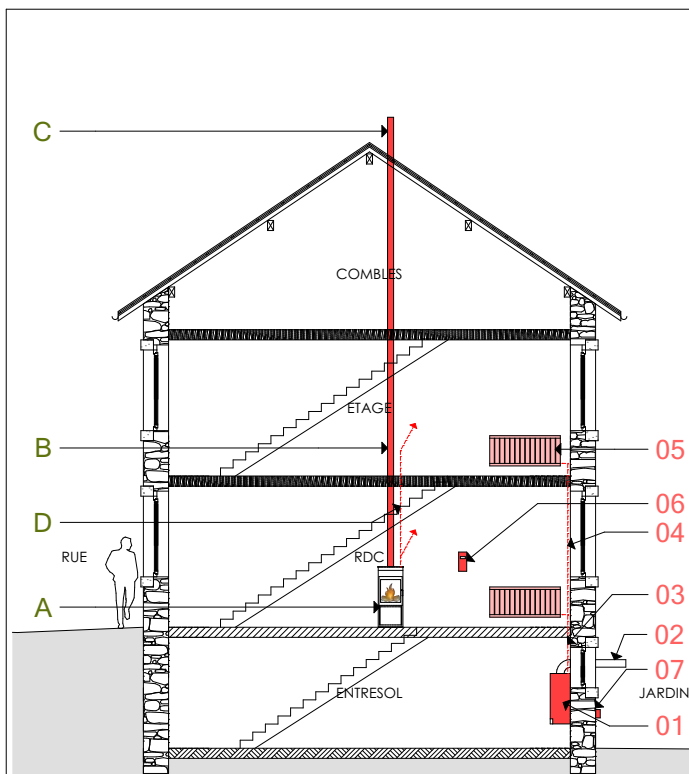 C
COMBLES
ETAGE
B
05
06
D
04
RUE
RDC
03
A
02
07
ENTRESOL
JARDIN
01